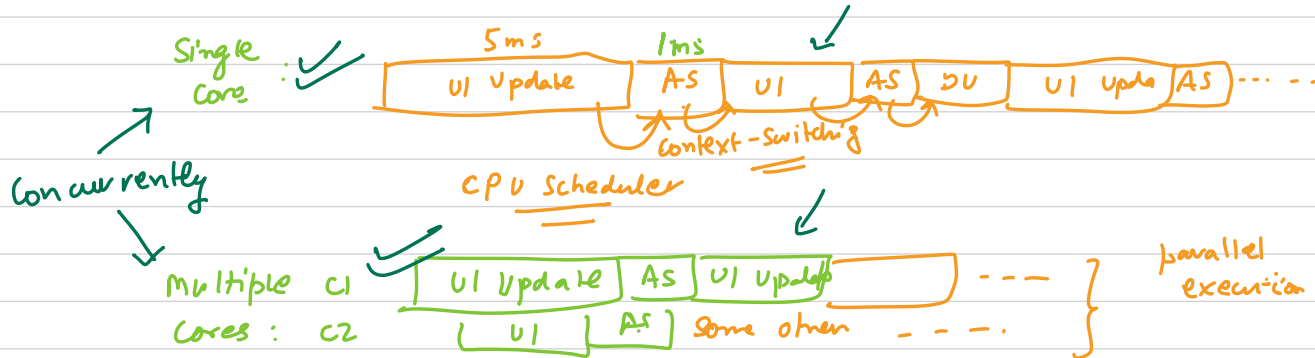 Single Core :
5ms 1ms
UI Update AS UI AS DU UI Upda AS ....
Context-Switching
Concurrently
CPU Scheduler
Multiple Cores :
C1 UI Update AS UI Update ----
C2 UI AS Some other ----
parallel execution